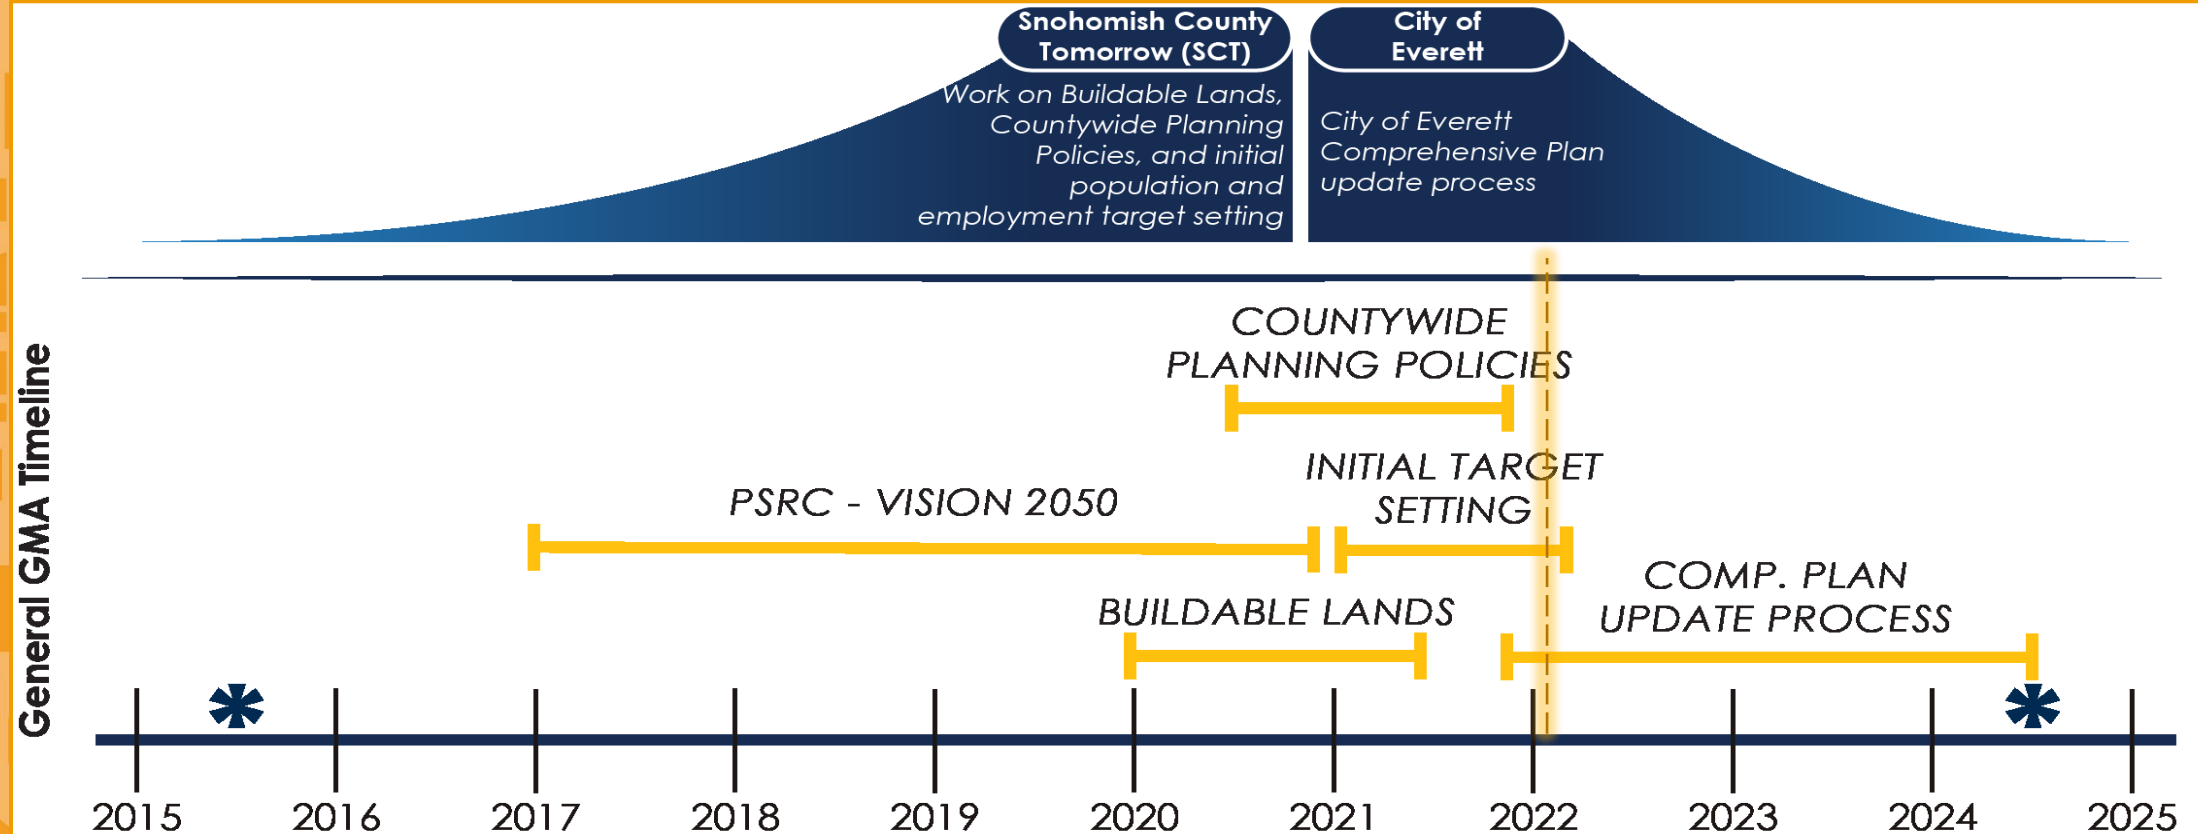 Snohomish County
Tomorrow (SCT)
Work on Buildable Lands,
Countywide Planning
Policies, and initial
population and
employment target setting
City of
Everett
City of Everett
Comprehensive Plan
update process
General GMA Timeline
COUNTYWIDE
PLANNING POLICIES
INITIAL TARGET
SETTING
PSRC - VISION 2050
COMP. PLAN
UPDATE PROCESS
BUILDABLE LANDS
* *
2015 2016 2017 2018 2019 2020 2021 2022 2023 2024 2025